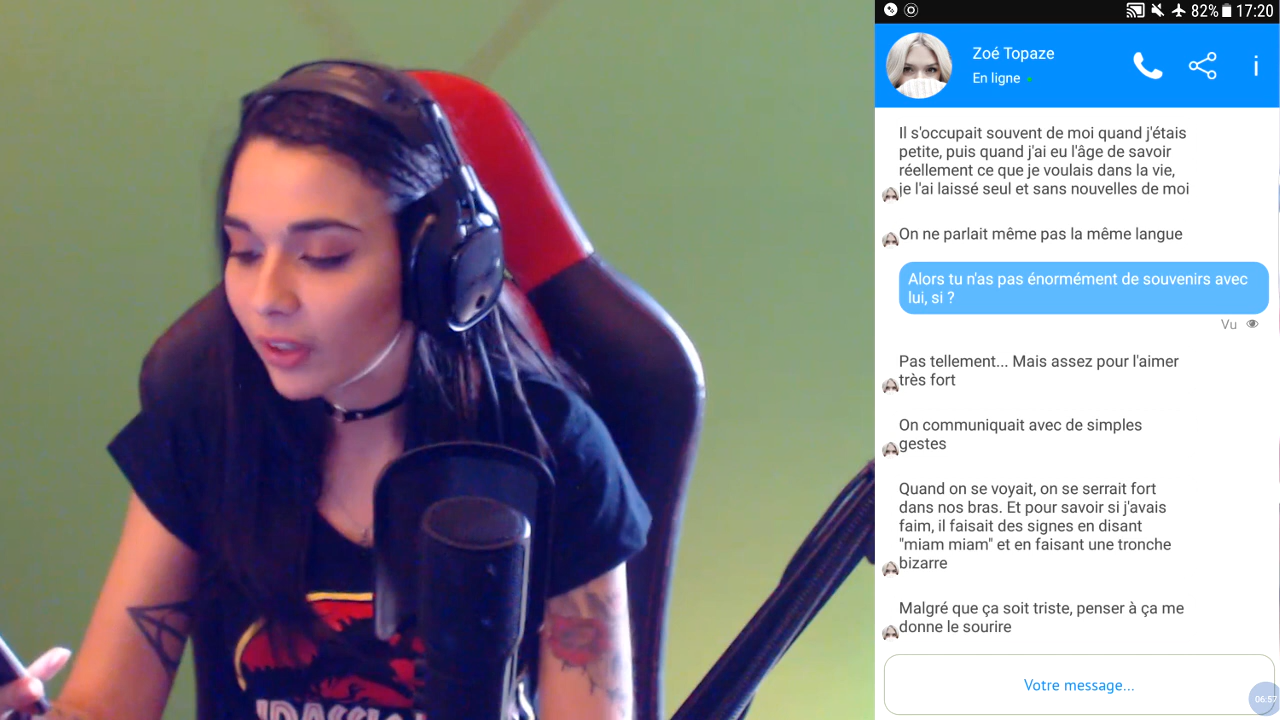 82% 17:20
Zoé Topaze
En ligne
Il s'occupait souvent de moi quand j'étais
petite, puis quand j'ai eu l'âge de savoir
réellement ce que je voulais dans la vie,
je l'ai laissé seul et sans nouvelles de moi
On ne parlait même pas la même langue
Alors tu n'as pas énormément de souvenirs avec
lui, si ?
Vu
Pas tellement... Mais assez pour l'aimer
très fort
On communiquait avec de simples
gestes
Quand on se voyait, on se serrait fort
dans nos bras. Et pour savoir si j'avais
faim, il faisait des signes en disant
"miam miam" et en faisant une tronche
bizarre
Malgré que ça soit triste, penser à ça me
donne le sourire
Votre message...
06:57